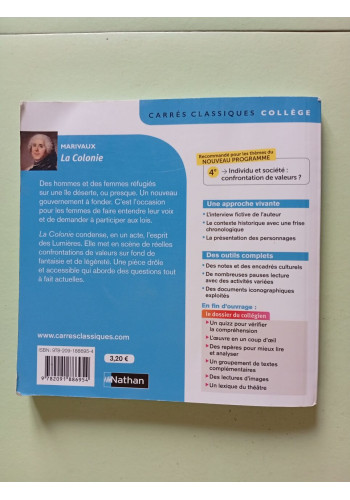 CARRÉS CLASSIQUES COLLÈGE
MARIVAUX
La Colonie
Des hommes et des femmes réfugiés
sur une île déserte, ou presque. Un nouveau
gouvernement à fonder. C'est l'occasion
pour les femmes de faire entendre leur voix
et de demander à participer aux lois.
La Colonie condense, en un acte, l'esprit
des Lumières. Elle met en scène de réelles
confrontations de valeurs sur fond de
de fantaisie et de légèreté. Une pièce drôle
et accessible qui aborde des questions tout
à fait actuelles.
www.carresclassiques.com
3,20 €
9782091886954
Nathan
Recommandé pour les thèmes du
NOUVEAU PROGRAMME
4e → Individu et société :
confrontation de valeurs ?
Une approche vivante
• L'interview fictive de l'auteur
• Le contexte historique avec une frise
chronologique
• La présentation des personnages
Des outils complets
• Des notes et des encadrés culturels
• De nombreuses pauses lecture
avec des activités variées
• Des documents iconographiques
exploités
En fin d'ouvrage :
le dossier du collégien
Un quizz pour vérifier
la compréhension
L'œuvre en un coup d'œil
Des repères pour mieux lire
et analyser
Un groupement de textes
complémentaires
Des lectures d'images
Un lexique du théâtre